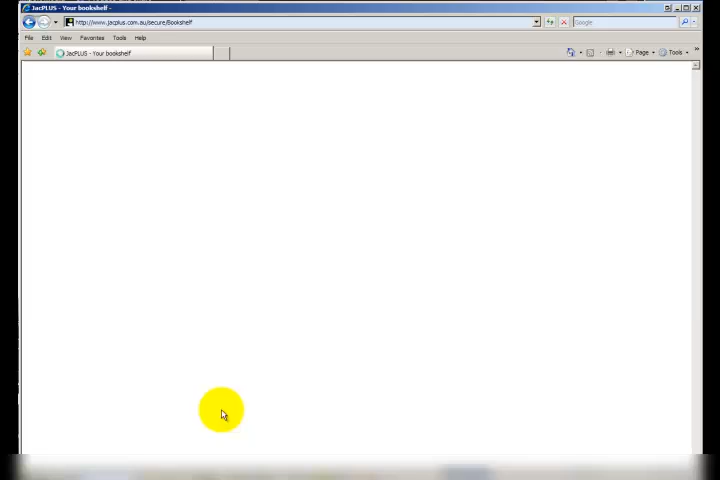 JacPLUS - Your bookshelf -
http://www.jacplus.com.au/secure/Bookshelf
Google
File Edit View Favorites Tools Help
JacPLUS - Your bookshelf
Page Tools